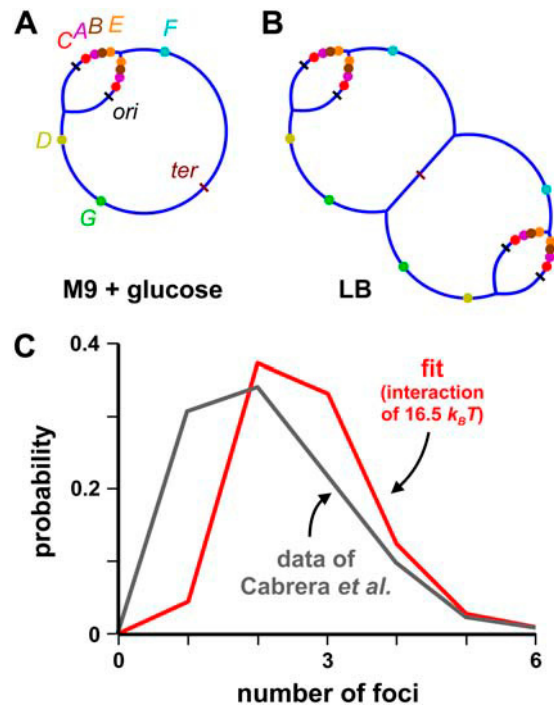 A
B
C A B E F
D
ori
ter
G
M9 + glucose
LB
C
0.4
fit
(interaction
of 16.5 kBT)
probability
0.2
data of
Cabrera et al.
0
0 3 6
number of foci